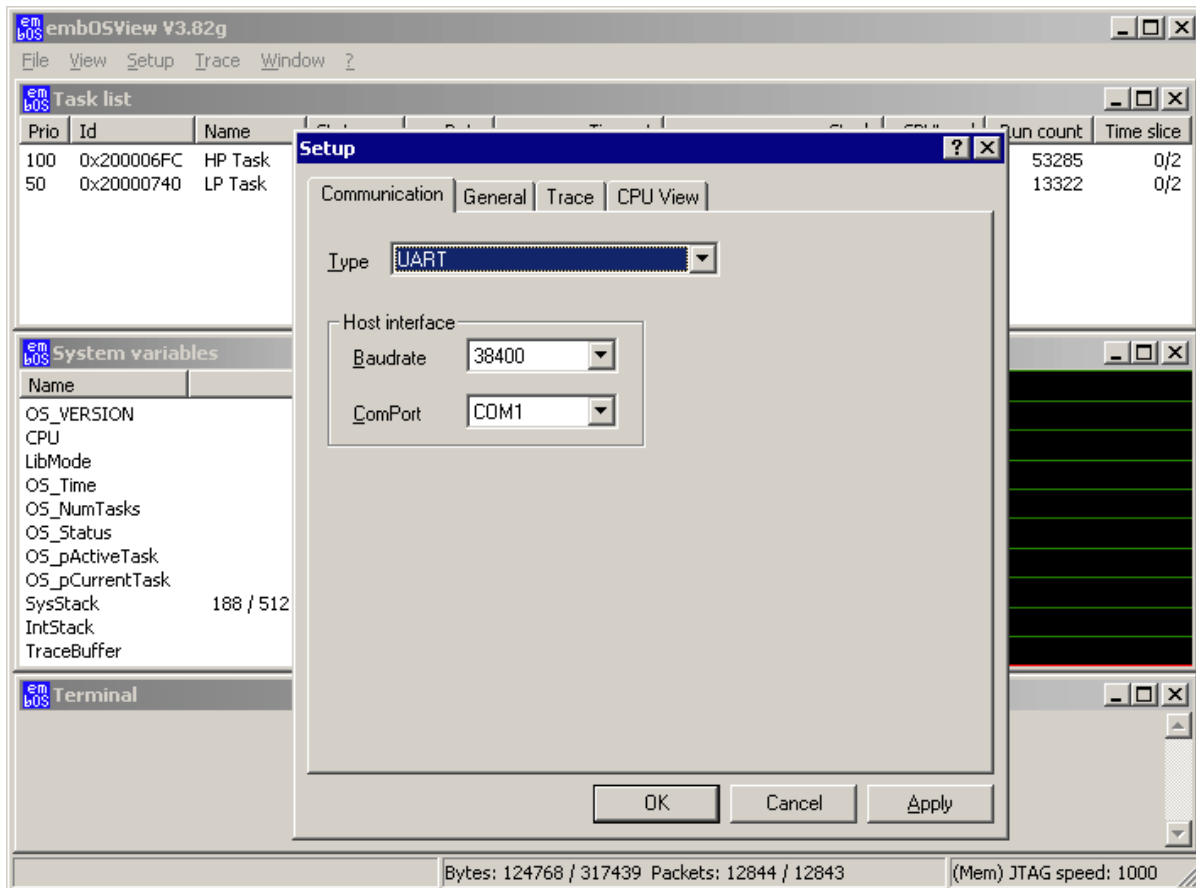 embOSView V3.82g
File View Setup Trace Window ?
Task list
Prio Id Name Run count Time slice
100 0x200006FC HP Task 53285 0/2
50 0x20000740 LP Task 13322 0/2
Setup
Communication General Trace CPU View
Type UART
Host interface
Baudrate 38400
ComPort COM1
OK Cancel Apply
System variables
Name
OS_VERSION
CPU
LibMode
OS_Time
OS_NumTasks
OS_Status
OS_pActiveTask
OS_pCurrentTask
SysStack 188 / 512
IntStack
TraceBuffer
Terminal
Bytes: 124768 / 317439 Packets: 12844 / 12843 (Mem) JTAG speed: 1000